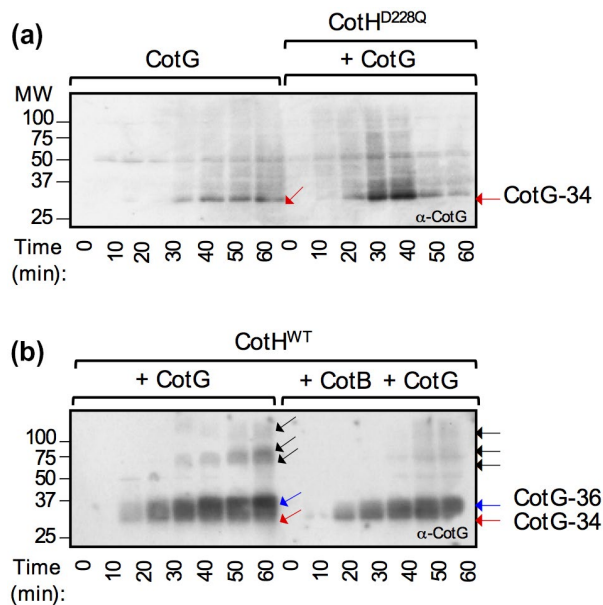 (a)
CotH^D228Q
CotG + CotG
MW
100
75
50
37
25
α-CotG
CotG-34
Time (min): 0 10 20 30 40 50 60 0 10 20 30 40 50 60
(b)
CotH^WT
+ CotG + CotB + CotG
100
75
50
37
25
α-CotG
CotG-36
CotG-34
Time (min): 0 10 20 30 40 50 60 0 10 20 30 40 50 60